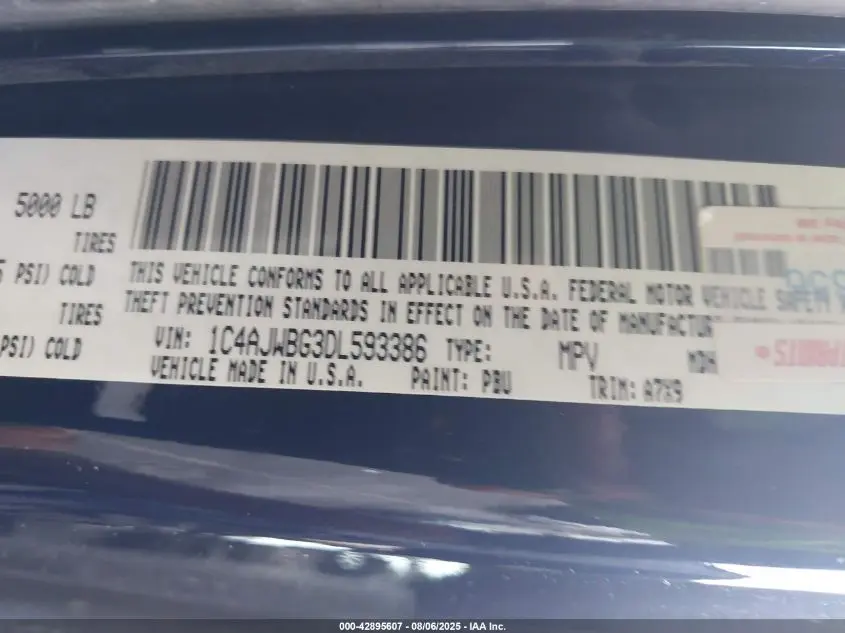 5000 LB
TIRES
PSI) COLD
TIRES
PSI) COLD
THIS VEHICLE CONFORMS TO ALL APPLICABLE U.S.A. FEDERAL MOTOR VEHICLE SAFETY
THEFT PREVENTION STANDARDS IN EFFECT ON THE DATE OF MANUFACTUR
VIN: 1C4AJWBG3DL593386 TYPE: MPV MDH
VEHICLE MADE IN U.S.A. PAINT: PBU TRIM: A7X9
000-42895607 - 08/06/2025 - IAA Inc.